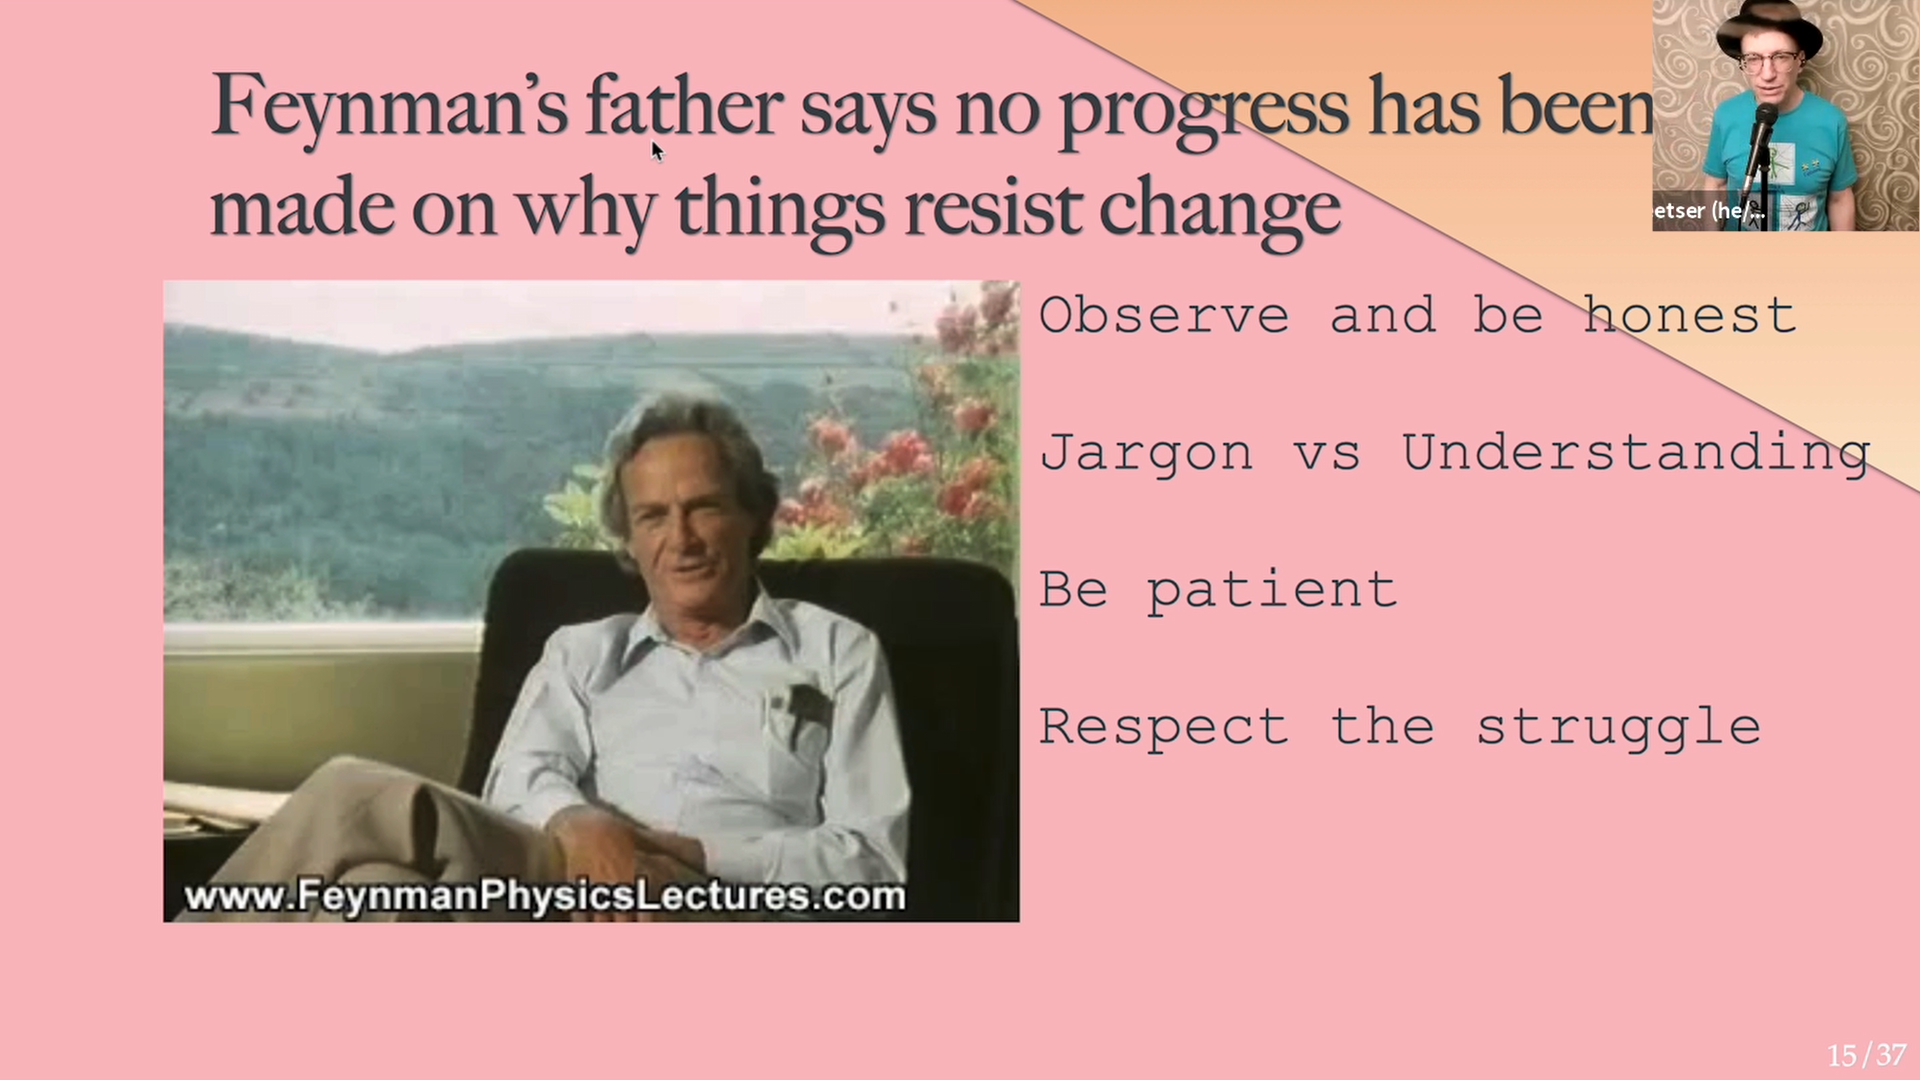 Feynman's father says no progress has been
made on why things resist change
etser (he/...
Observe and be honest
Jargon vs Understanding
Be patient
Respect the struggle
www.FeynmanPhysicsLectures.com
15/37